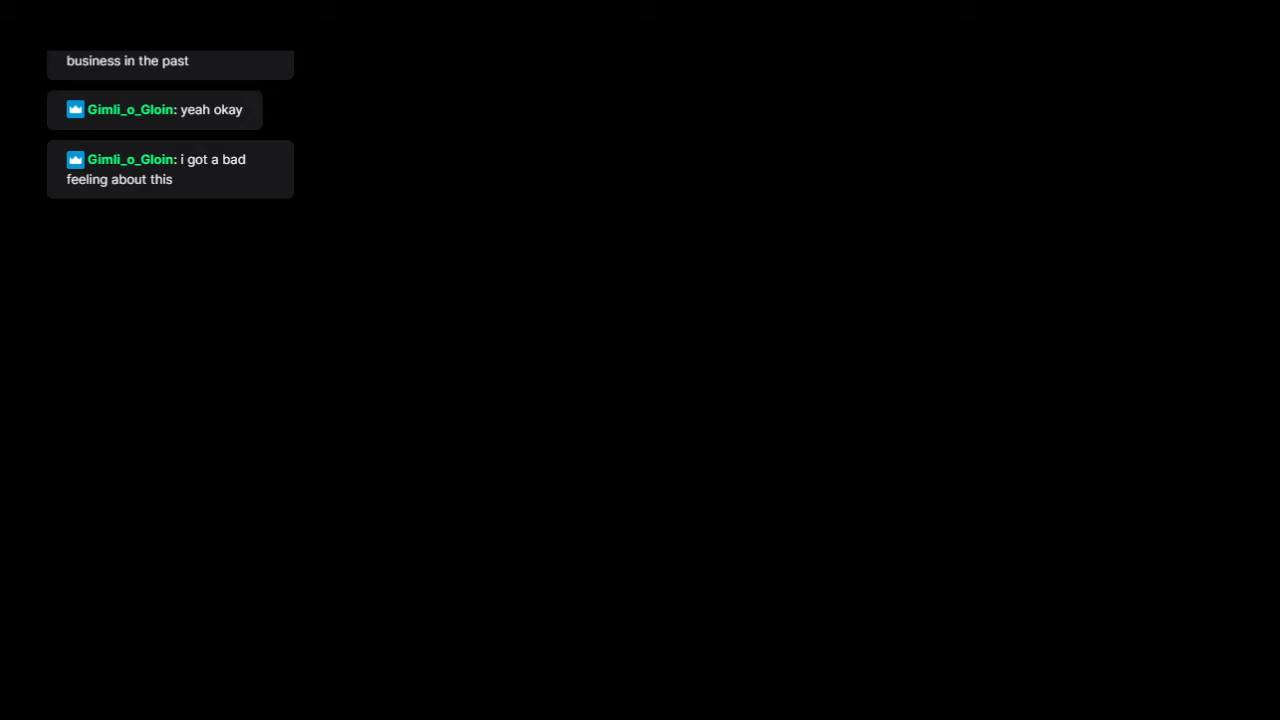 business in the past
Gimli_o_Gloin: yeah okay
Gimli_o_Gloin: i got a bad
feeling about this